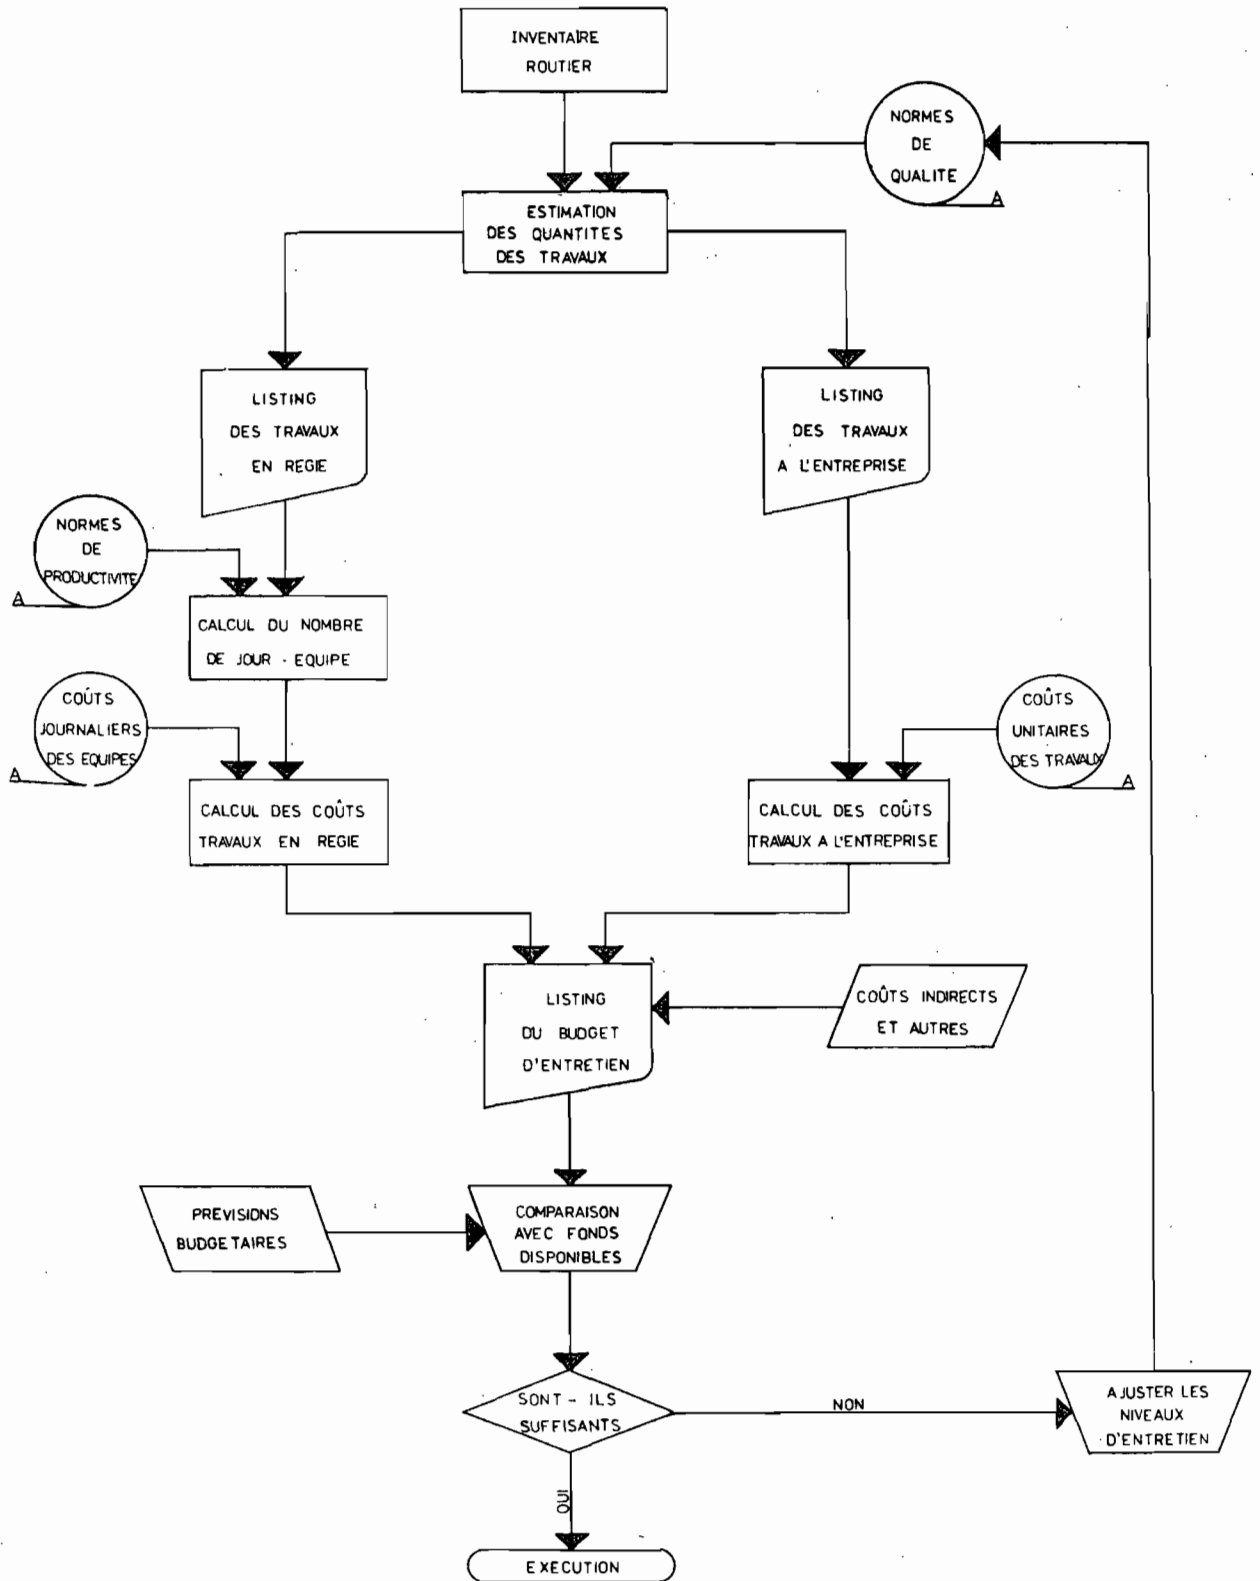 INVENTAIRE
ROUTIER
NORMES
DE
QUALITE
A
ESTIMATION
DES QUANTITES
DES TRAVAUX
LISTING
DES TRAVAUX
EN REGIE
LISTING
DES TRAVAUX
A L'ENTREPRISE
NORMES
DE
PRODUCTIVITE
A
CALCUL DU NOMBRE
DE JOUR - EQUIPE
COÛTS
JOURNALIERS
DES EQUIPES
A
COÛTS
UNITAIRES
DES TRAVAUX
A
CALCUL DES COÛTS
TRAVAUX EN REGIE
CALCUL DES COÛTS
TRAVAUX A L'ENTREPRISE
LISTING
DU BUDGET
D'ENTRETIEN
COÛTS INDIRECTS
ET AUTRES
PREVISIONS
BUDGETAIRES
COMPARAISON
AVEC FONDS
DISPONIBLES
SONT - ILS
SUFFISANTS
NON
AJUSTER LES
NIVEAUX
D'ENTRETIEN
OUI
EXECUTION